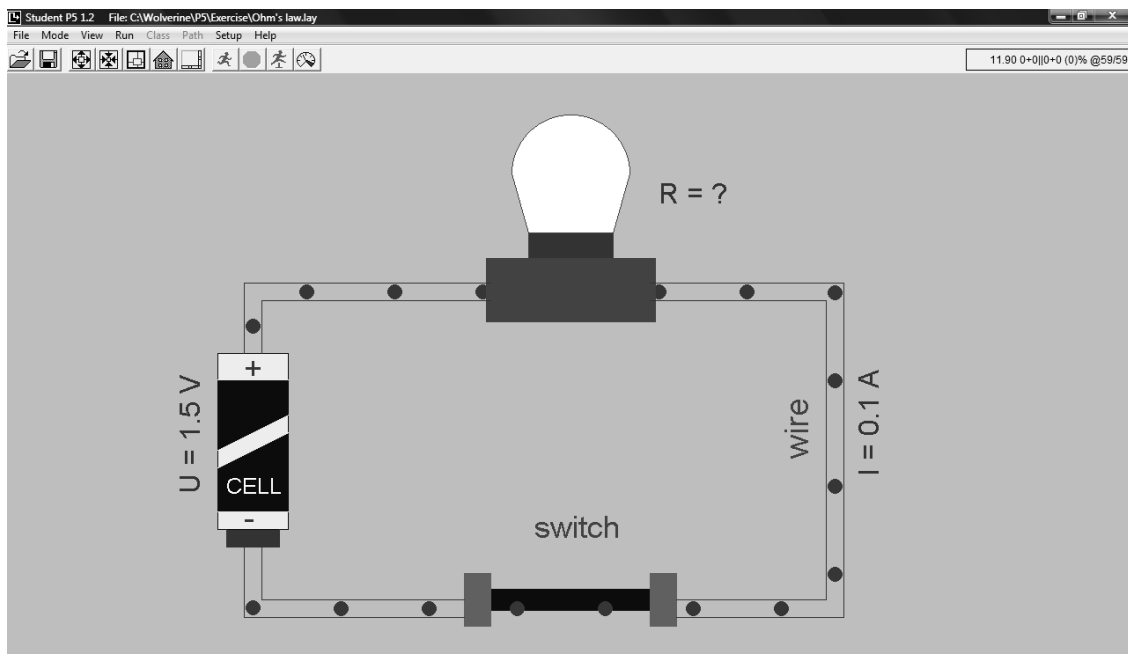 Student P5 1.2 File: C:\Wolverine\P5\Exercise\Ohm's law.lay
File Mode View Run Class Path Setup Help
11.90 0+0||0+0 (0)% @59/59
R = ?
+
U = 1.5 V
CELL
-
wire
I = 0.1 A
switch